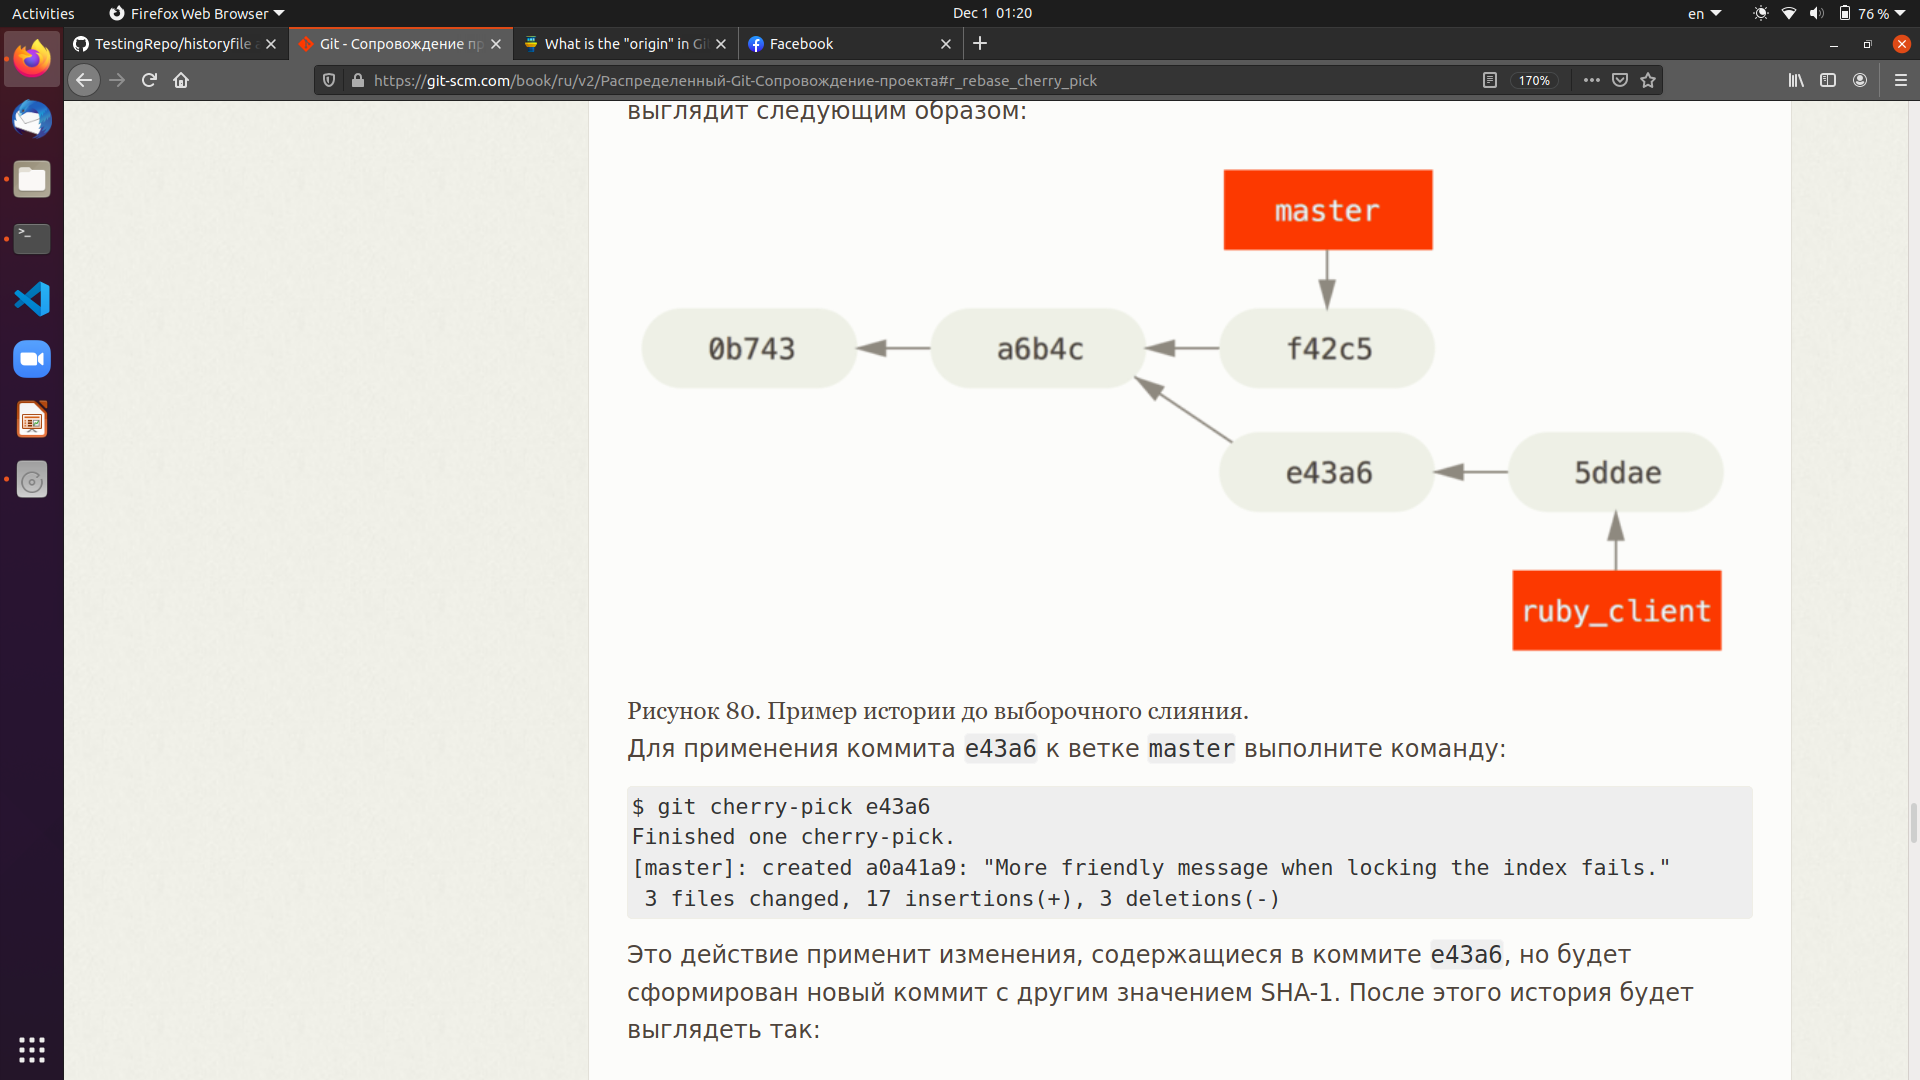 Activities
Firefox Web Browser
Dec 1 01:20
en
76 %
TestingRepo/historyfile
Git - Сопровождение пр
What is the "origin" in Git
Facebook
https://git-scm.com/book/ru/v2/Распределенный-Git-Сопровождение-проекта#r_rebase_cherry_pick
170%
выглядит следующим образом:
master
0b743
a6b4c
f42c5
e43a6
5ddae
ruby_client
Рисунок 80. Пример истории до выборочного слияния.
Для применения коммита e43a6 к ветке master выполните команду:
$ git cherry-pick e43a6
Finished one cherry-pick.
[master]: created a0a41a9: "More friendly message when locking the index fails."
3 files changed, 17 insertions(+), 3 deletions(-)
Это действие применит изменения, содержащиеся в коммите e43a6, но будет
сформирован новый коммит с другим значением SHA-1. После этого история будет
выглядеть так: